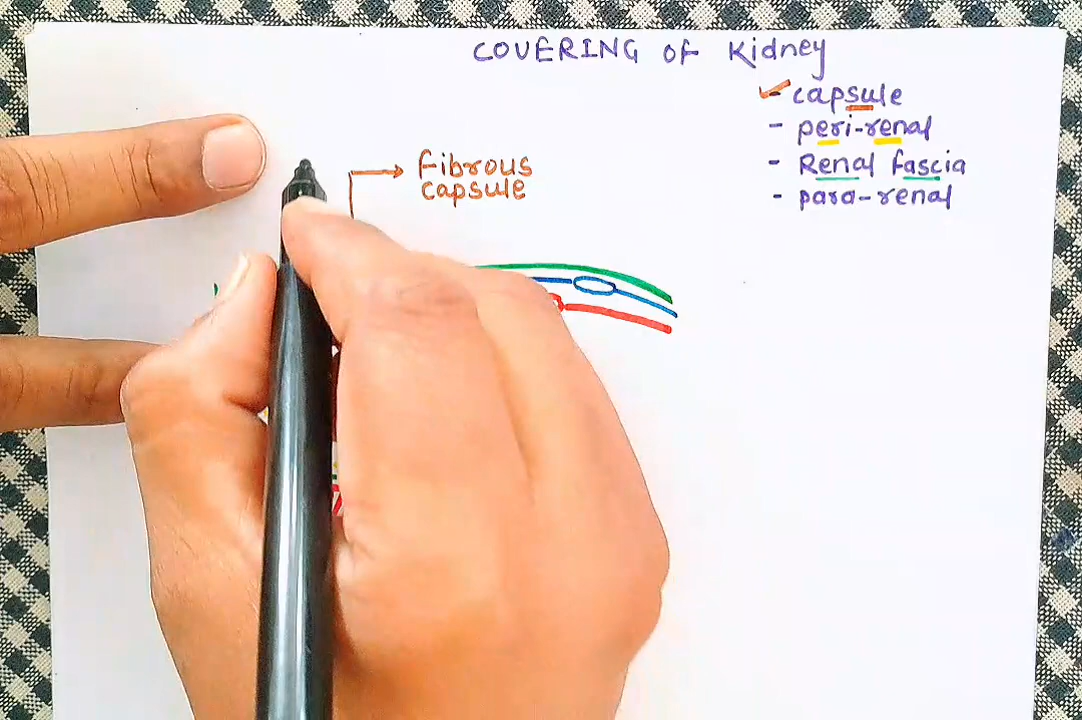 COVERING OF Kidney
- capsule
- peri-renal
- Renal fascia
- para-renal
Fibrous
capsule